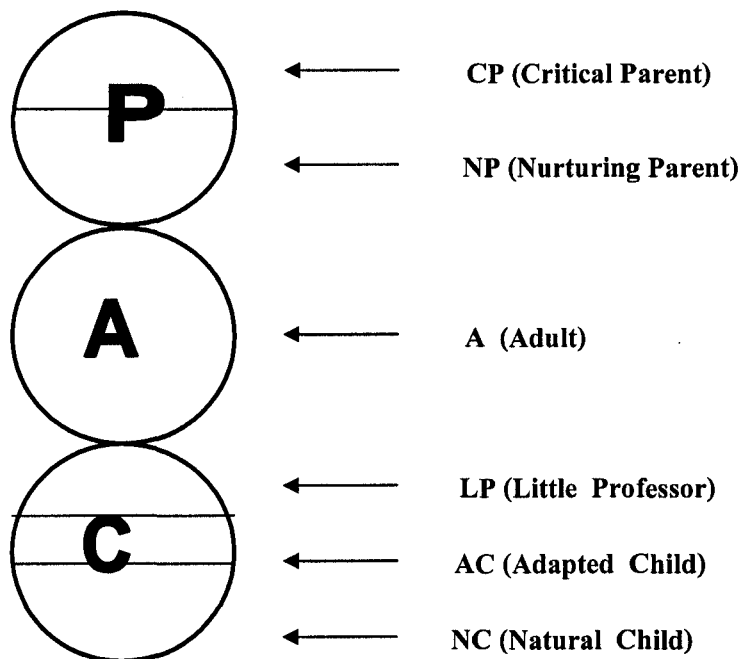 P
CP (Critical Parent)
NP (Nurturing Parent)
A
A (Adult)
LP (Little Professor)
C
AC (Adapted Child)
NC (Natural Child)